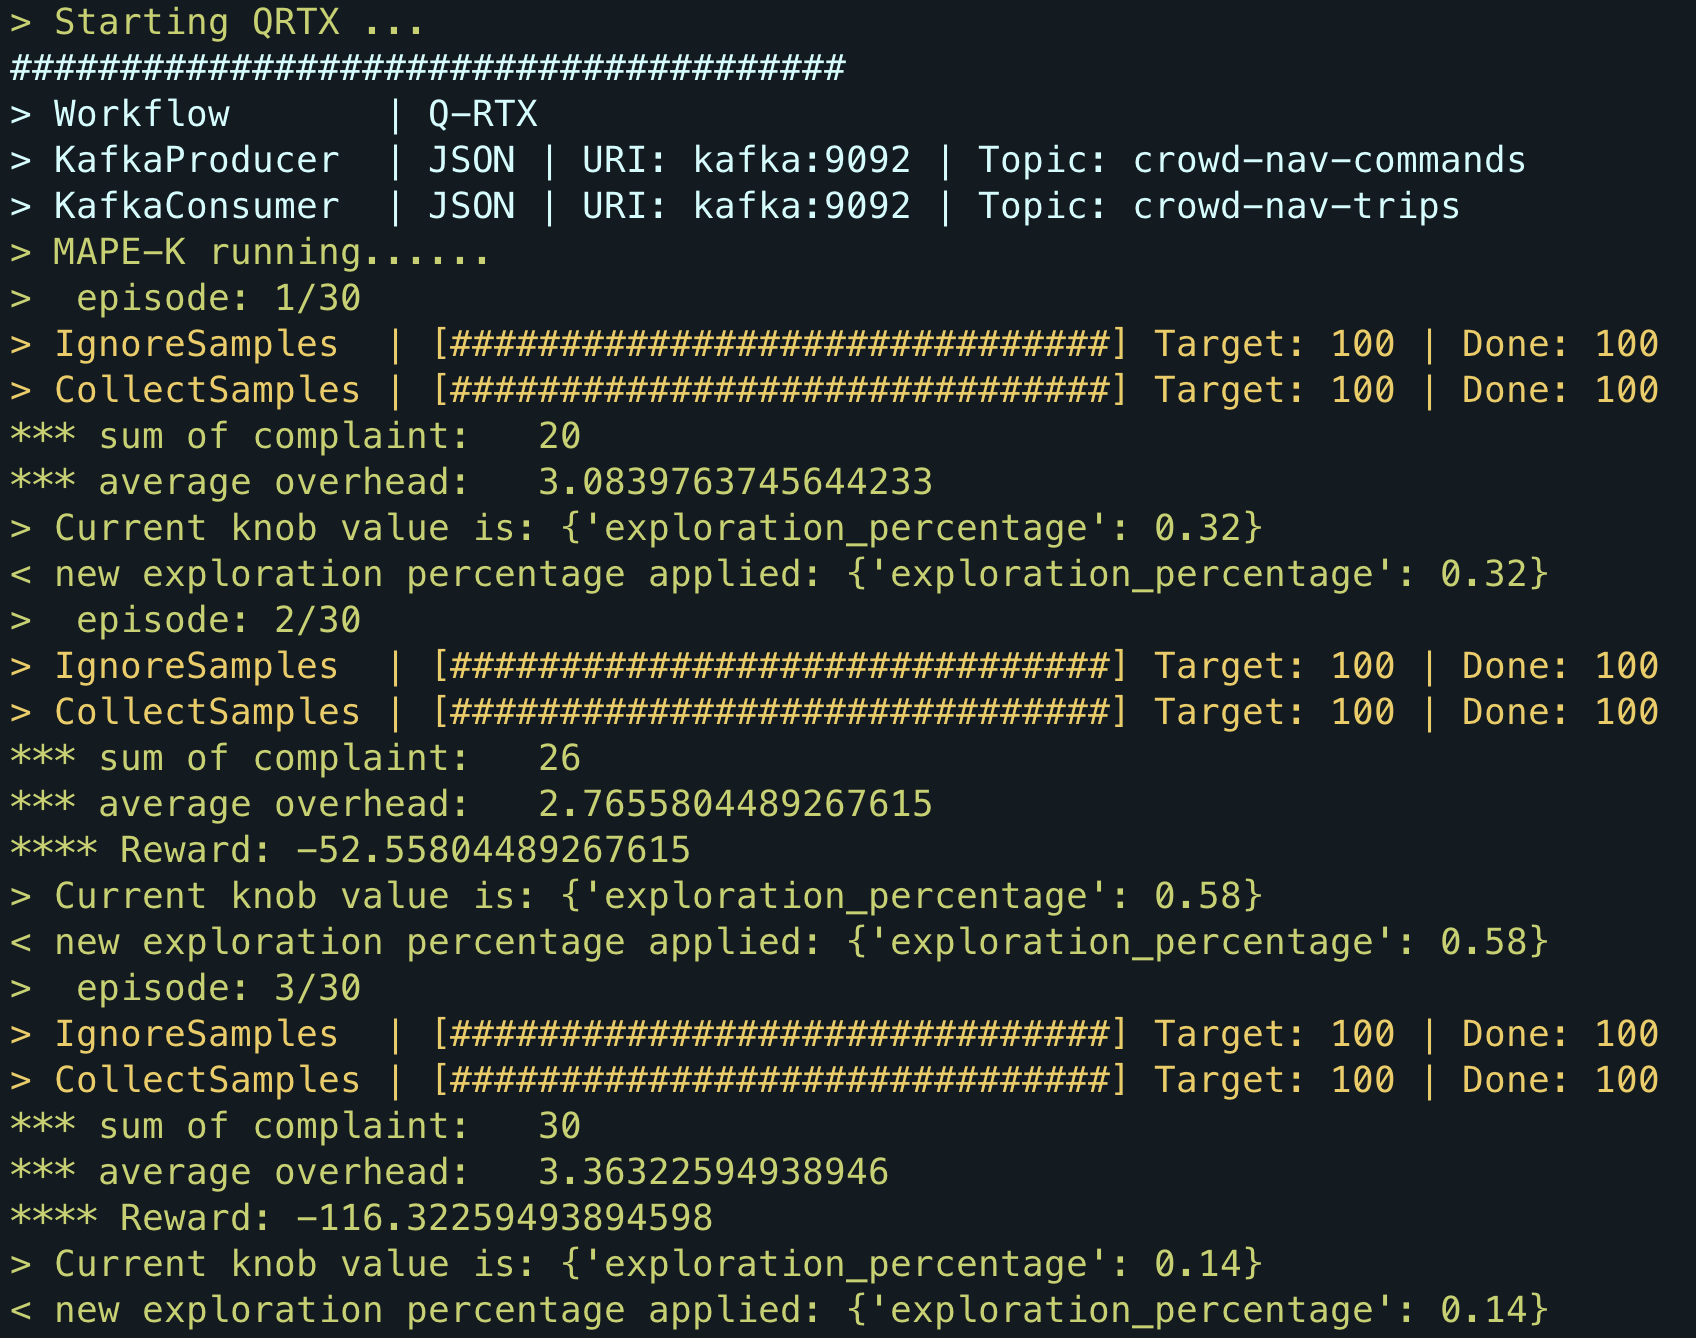 > Starting QRTX ...
######################################
> Workflow       | Q-RTX
> KafkaProducer  | JSON | URI: kafka:9092 | Topic: crowd-nav-commands
> KafkaConsumer  | JSON | URI: kafka:9092 | Topic: crowd-nav-trips
> MAPE-K running......
>  episode: 1/30
> IgnoreSamples  | [##############################] Target: 100 | Done: 100
> CollectSamples | [##############################] Target: 100 | Done: 100
*** sum of complaint:   20
*** average overhead:   3.0839763745644233
> Current knob value is: {'exploration_percentage': 0.32}
< new exploration percentage applied: {'exploration_percentage': 0.32}
>  episode: 2/30
> IgnoreSamples  | [##############################] Target: 100 | Done: 100
> CollectSamples | [##############################] Target: 100 | Done: 100
*** sum of complaint:   26
*** average overhead:   2.7655804489267615
**** Reward: -52.55804489267615
> Current knob value is: {'exploration_percentage': 0.58}
< new exploration percentage applied: {'exploration_percentage': 0.58}
>  episode: 3/30
> IgnoreSamples  | [##############################] Target: 100 | Done: 100
> CollectSamples | [##############################] Target: 100 | Done: 100
*** sum of complaint:   30
*** average overhead:   3.36322594938946
**** Reward: -116.32259493894598
> Current knob value is: {'exploration_percentage': 0.14}
< new exploration percentage applied: {'exploration_percentage': 0.14}